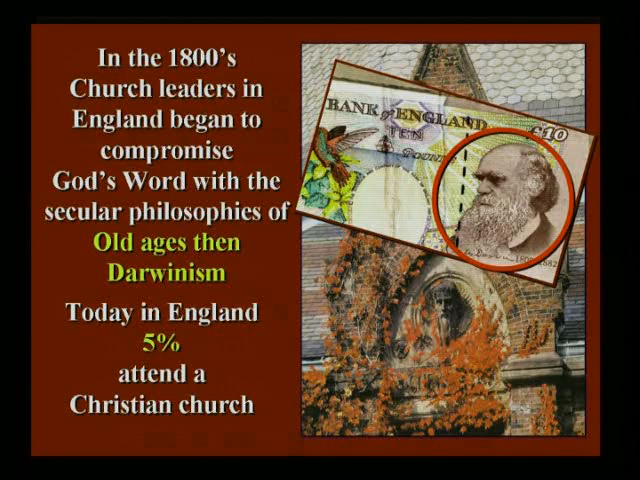 In the 1800's
Church leaders in
England began to
compromise
God's Word with the
secular philosophies of
Old ages then
Darwinism
Today in England
5%
attend a
Christian church
BANK of ENGLAND
TEN
POUNDS
£10